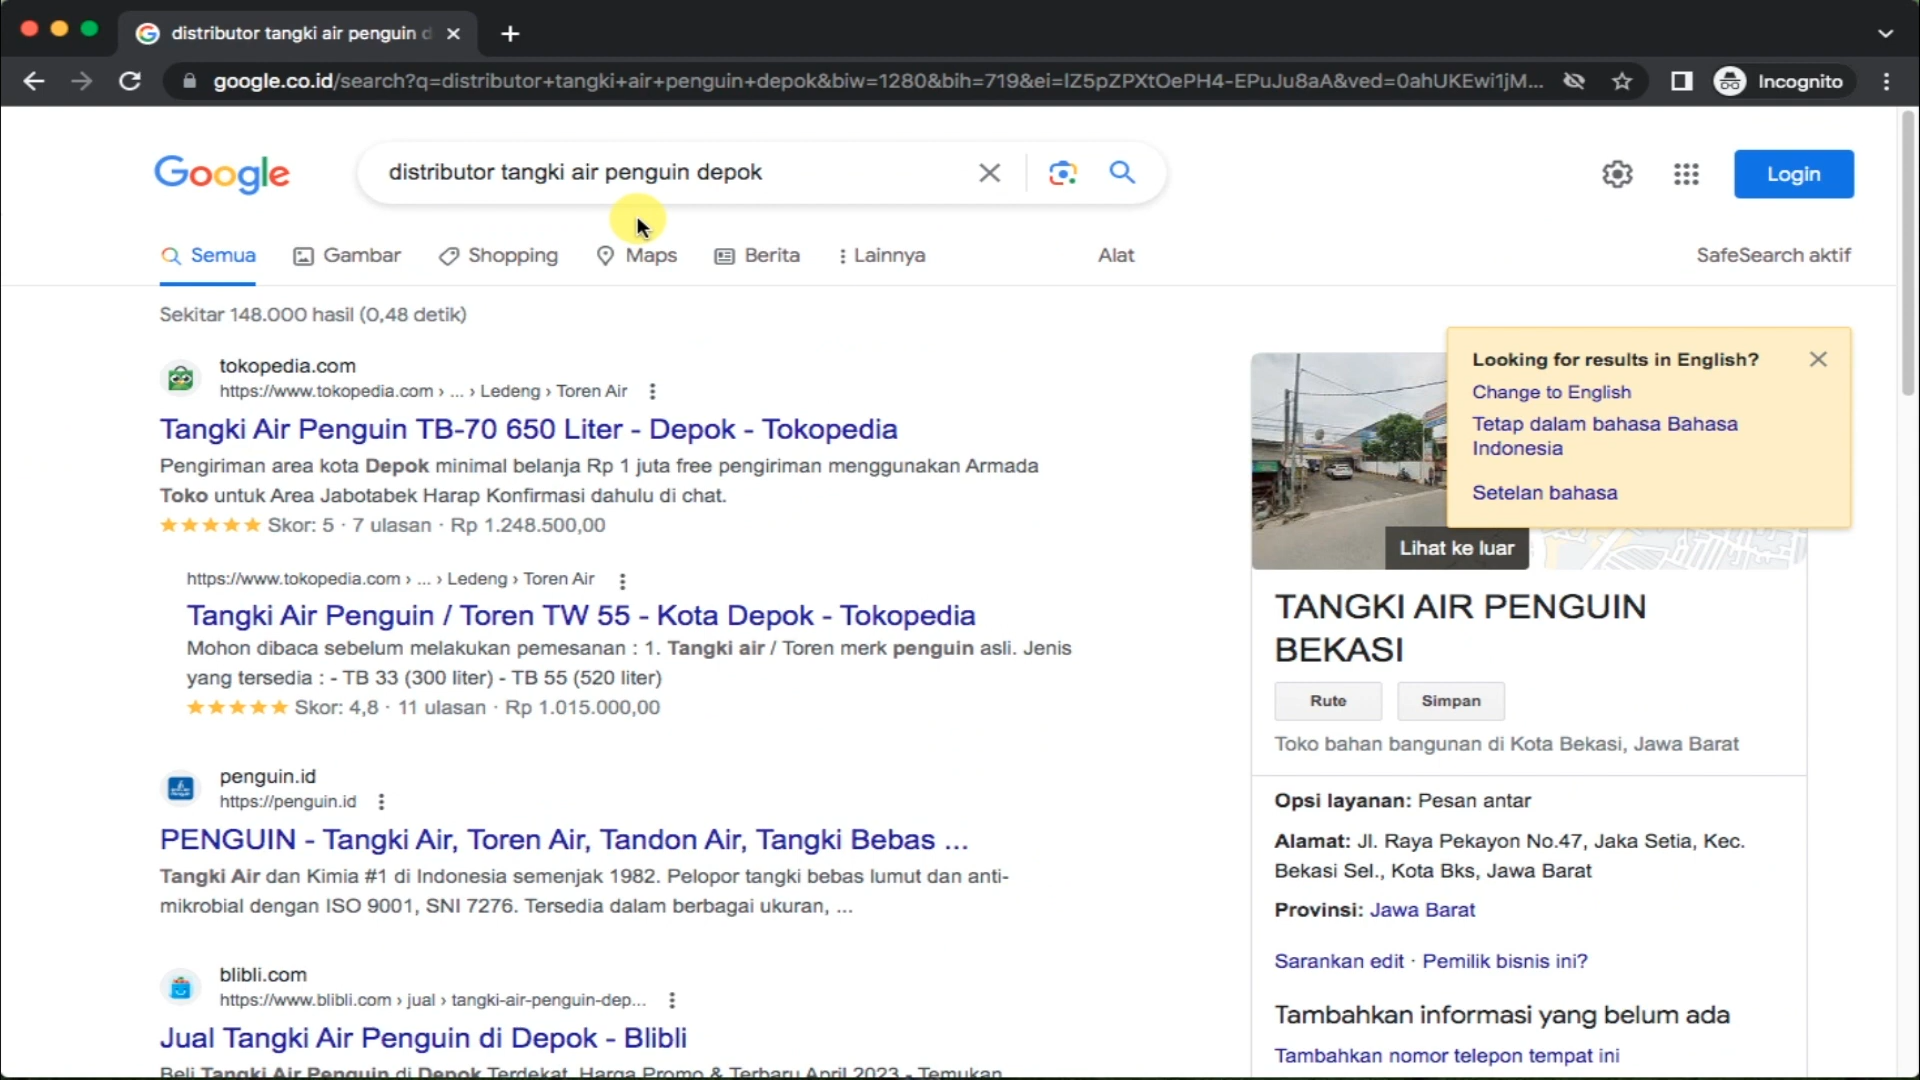 distributor tangki air penguin d
google.co.id/search?q=distributor+tangki+air+penguin+depok&biw=1280&bih=719&ei=lZ5pZPXtOePH4-EPuJu8aA&ved=0ahUKEwi1jM...
Incognito
Google
distributor tangki air penguin depok
Login
Semua
Gambar
Shopping
Maps
Berita
Lainnya
Alat
SafeSearch aktif
Sekitar 148.000 hasil (0,48 detik)
tokopedia.com
https://www.tokopedia.com › ... › Ledeng › Toren Air
Tangki Air Penguin TB-70 650 Liter - Depok - Tokopedia
Pengiriman area kota Depok minimal belanja Rp 1 juta free pengiriman menggunakan Armada
Toko untuk Area Jabotabek Harap Konfirmasi dahulu di chat.
Skor: 5 · 7 ulasan · Rp 1.248.500,00
https://www.tokopedia.com › ... › Ledeng › Toren Air
Tangki Air Penguin / Toren TW 55 - Kota Depok - Tokopedia
Mohon dibaca sebelum melakukan pemesanan : 1. Tangki air / Toren merk penguin asli. Jenis
yang tersedia : - TB 33 (300 liter) - TB 55 (520 liter)
Skor: 4,8 · 11 ulasan · Rp 1.015.000,00
penguin.id
https://penguin.id
PENGUIN - Tangki Air, Toren Air, Tandon Air, Tangki Bebas ...
Tangki Air dan Kimia #1 di Indonesia semenjak 1982. Pelopor tangki bebas lumut dan anti-
mikrobial dengan ISO 9001, SNI 7276. Tersedia dalam berbagai ukuran, ...
blibli.com
https://www.blibli.com › jual › tangki-air-penguin-dep...
Jual Tangki Air Penguin di Depok - Blibli
Beli Tangki Air Penguin di Depok Terdekat, Harga Promo & Terbaru April 2023 - Temukan
Looking for results in English?
Change to English
Tetap dalam bahasa Bahasa
Indonesia
Setelan bahasa
Lihat ke luar
TANGKI AIR PENGUIN
BEKASI
Rute
Simpan
Toko bahan bangunan di Kota Bekasi, Jawa Barat
Opsi layanan: Pesan antar
Alamat: Jl. Raya Pekayon No.47, Jaka Setia, Kec.
Bekasi Sel., Kota Bks, Jawa Barat
Provinsi: Jawa Barat
Sarankan edit · Pemilik bisnis ini?
Tambahkan informasi yang belum ada
Tambahkan nomor telepon tempat ini